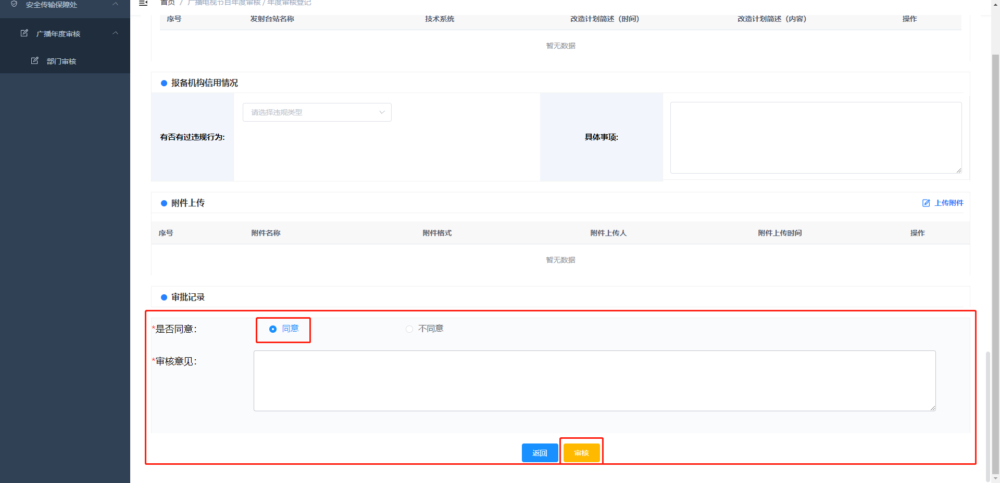 安全传输保障处
广播年度审核
部门审核
首页 / 广播电视节目年度审核 / 年度审核登记
序号 发射台站名称 技术系统 改造计划简述（时间） 改造计划简述（内容） 操作
暂无数据
报备机构信用情况
有否有过违规行为: 请选择违规类型 具体事项:
附件上传 上传附件
序号 附件名称 附件格式 附件上传人 附件上传时间 操作
暂无数据
审批记录
*是否同意: 同意 不同意
*审核意见:
返回 审核